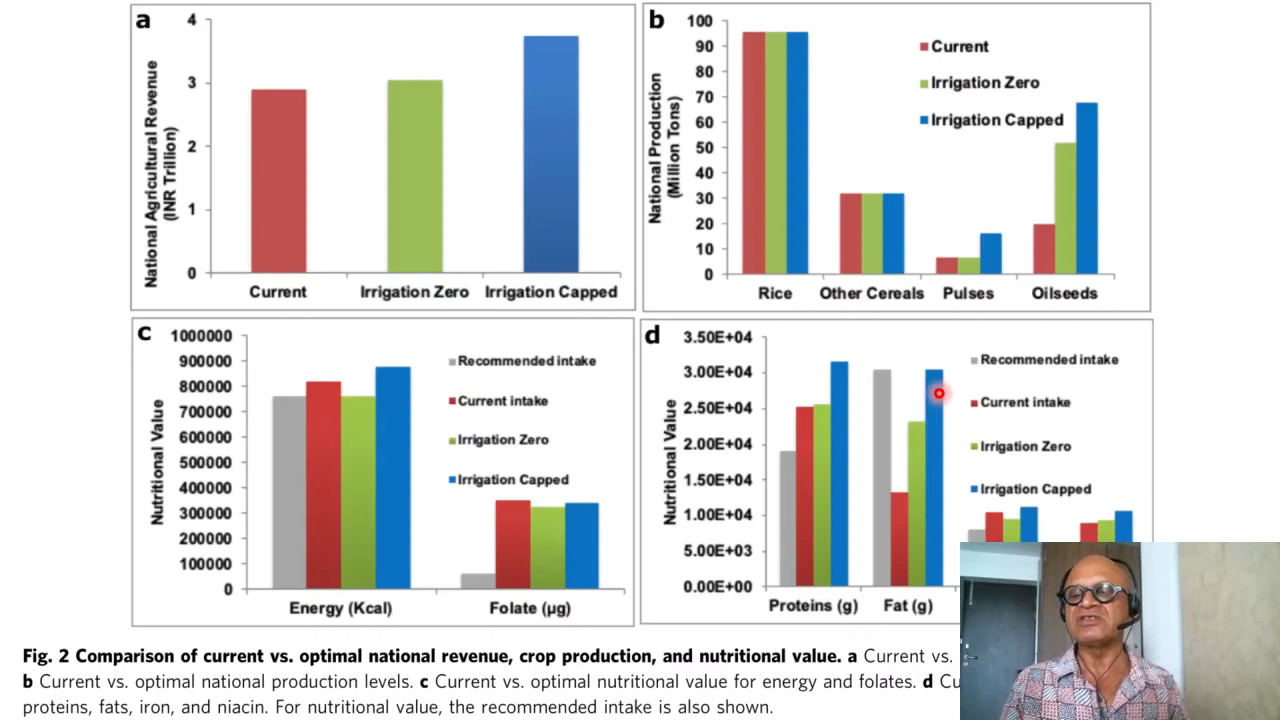 a
4
3
2
1
0
National Agricultural Revenue
(INR Trillion)
Current
Irrigation Zero
Irrigation Capped
b
100
90
80
70
60
50
40
30
20
10
0
National Production
(Million Tons)
Current
Irrigation Zero
Irrigation Capped
Rice
Other Cereals
Pulses
Oilseeds
c
1000000
900000
800000
700000
600000
500000
400000
300000
200000
100000
0
Nutritional Value
Recommended intake
Current intake
Irrigation Zero
Irrigation Capped
Energy (Kcal)
Folate (µg)
d
3.50E+04
3.00E+04
2.50E+04
2.00E+04
1.50E+04
1.00E+04
5.00E+03
0.00E+00
Nutritional Value
Recommended intake
Current intake
Irrigation Zero
Irrigation Capped
Proteins (g)
Fat (g)
Fig. 2 Comparison of current vs. optimal national revenue, crop production, and nutritional value. a Current vs.
b Current vs. optimal national production levels. c Current vs. optimal nutritional value for energy and folates. d Cu
proteins, fats, iron, and niacin. For nutritional value, the recommended intake is also shown.